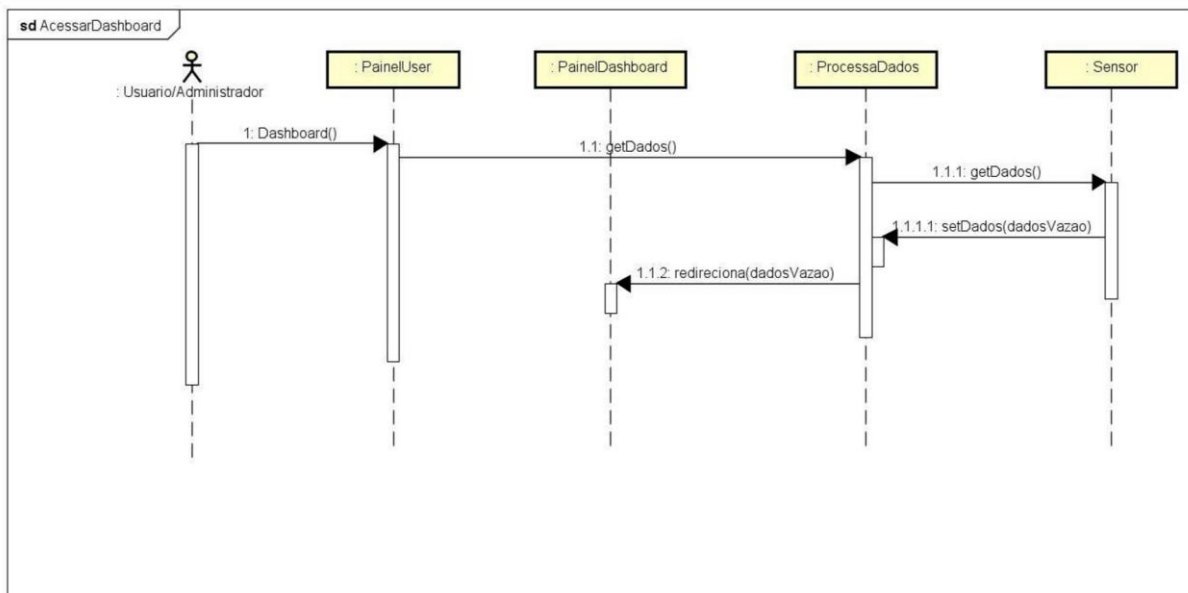 sd AcessarDashboard
: Usuario/Administrador
: PainelUser
: PainelDashboard
: ProcessaDados
: Sensor
1: Dashboard()
1.1: getDados()
1.1.1: getDados()
1.1.1.1: setDados(dadosVazao)
1.1.2: redireciona(dadosVazao)